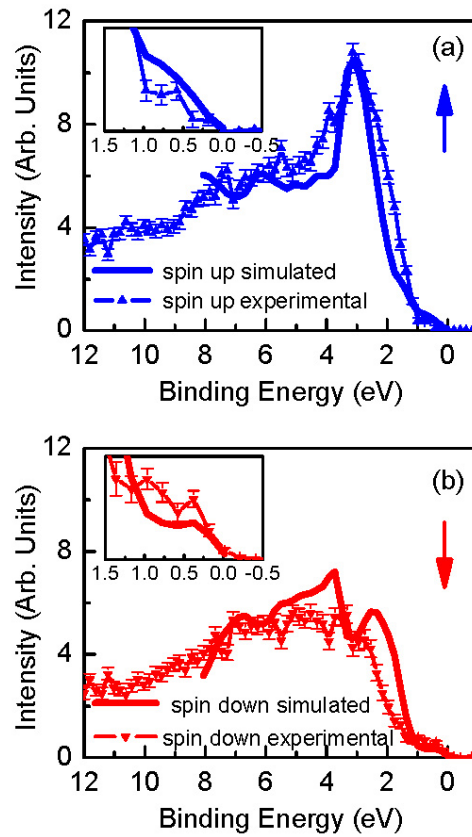 12
(a)
8
4
0
Intensity (Arb. Units)
1.5 1.0 0.5 0.0 -0.5
spin up simulated
spin up experimental
12 10 8 6 4 2 0
Binding Energy (eV)
12
(b)
8
4
0
Intensity (Arb. Units)
1.5 1.0 0.5 0.0 -0.5
spin down simulated
spin down experimental
12 10 8 6 4 2 0
Binding Energy (eV)